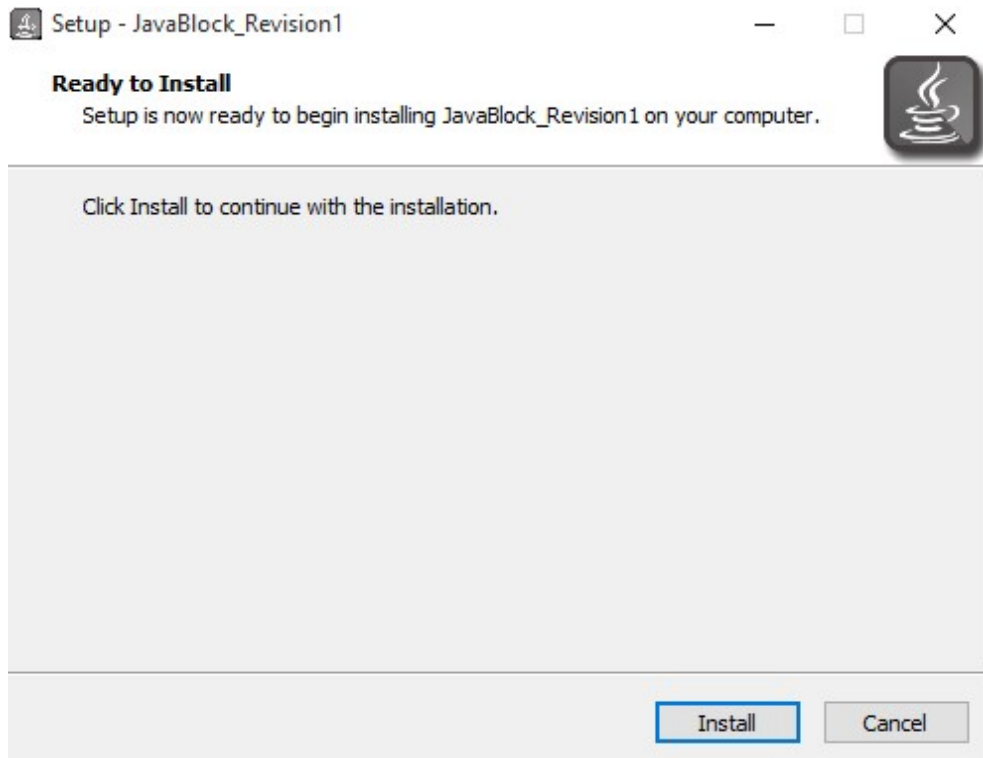 Setup - JavaBlock_Revision1
Ready to Install
Setup is now ready to begin installing JavaBlock_Revision1 on your computer.
Click Install to continue with the installation.
Install
Cancel